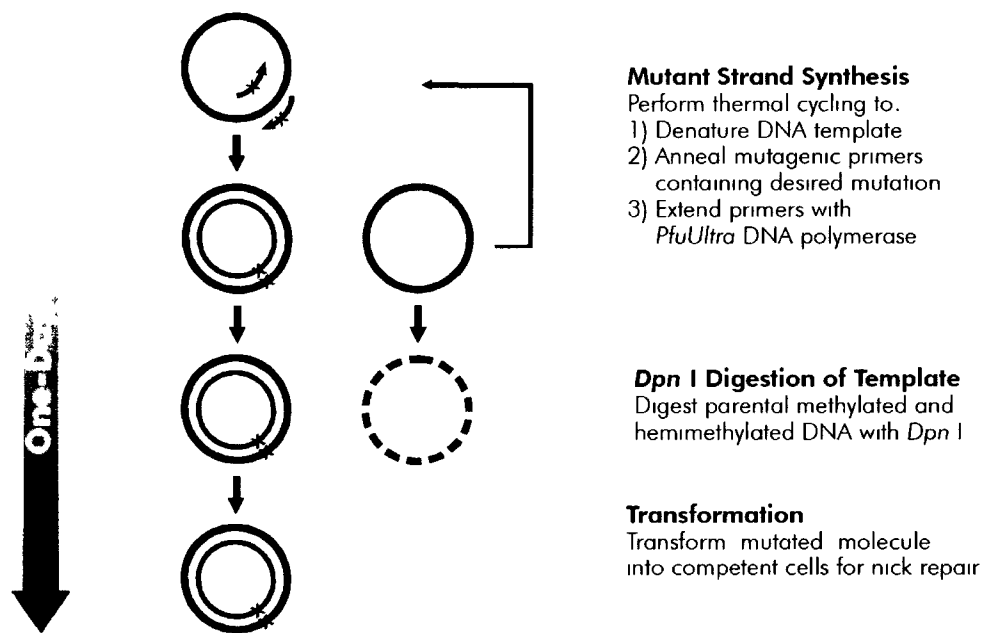 Mutant Strand Synthesis
Perform thermal cycling to.
1) Denature DNA template
2) Anneal mutagenic primers
containing desired mutation
3) Extend primers with
PfuUltra DNA polymerase
Dpn I Digestion of Template
Digest parental methylated and
hemimethylated DNA with Dpn I
Transformation
Transform mutated molecule
into competent cells for nick repair